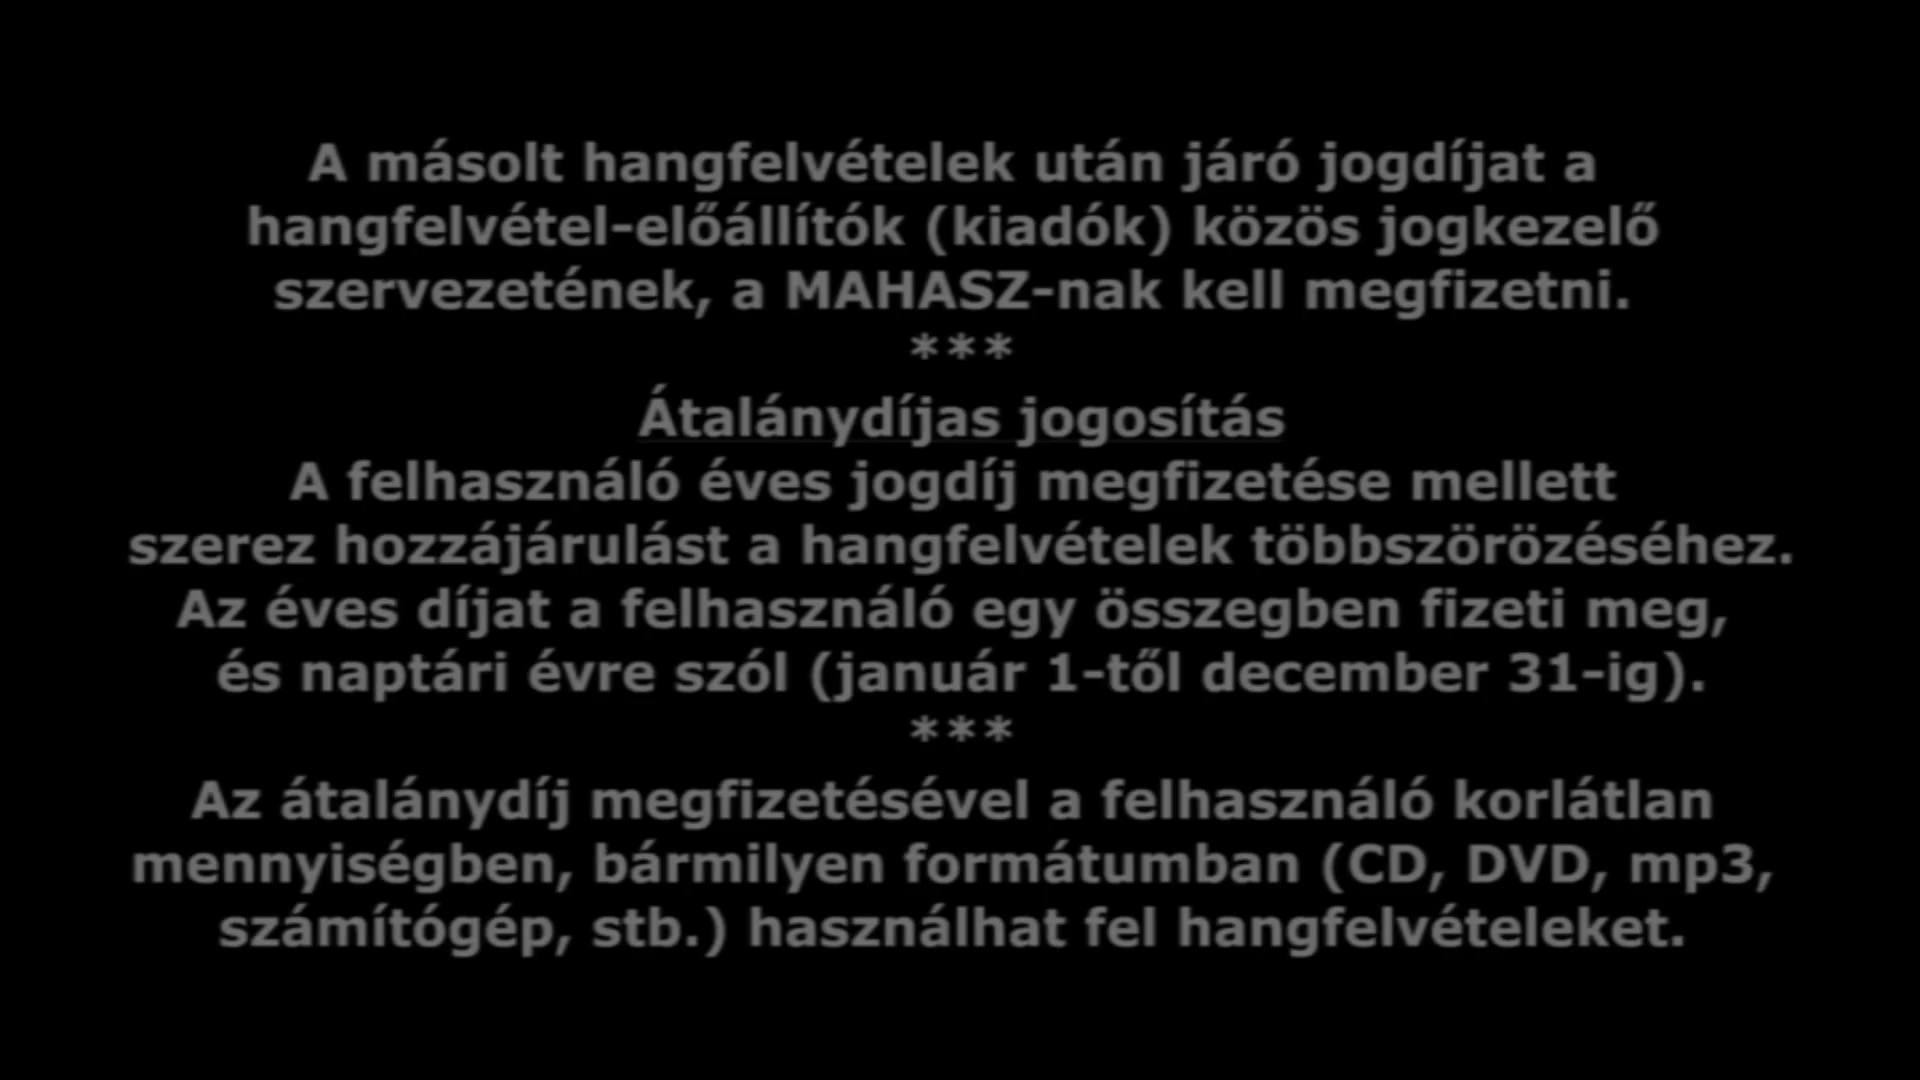 A másolt hangfelvételek után járó jogdíjat a
hangfelvétel-előállítók (kiadók) közös jogkezelő
szervezetének, a MAHASZ-nak kell megfizetni.
***
Átalánydíjas jogosítás
A felhasználó éves jogdíj megfizetése mellett
szerez hozzájárulást a hangfelvételek többszörözéséhez.
Az éves díjat a felhasználó egy összegben fizeti meg,
és naptári évre szól (január 1-től december 31-ig).
***
Az átalánydíj megfizetésével a felhasználó korlátlan
mennyiségben, bármilyen formátumban (CD, DVD, mp3,
számítógép, stb.) használhat fel hangfelvételeket.